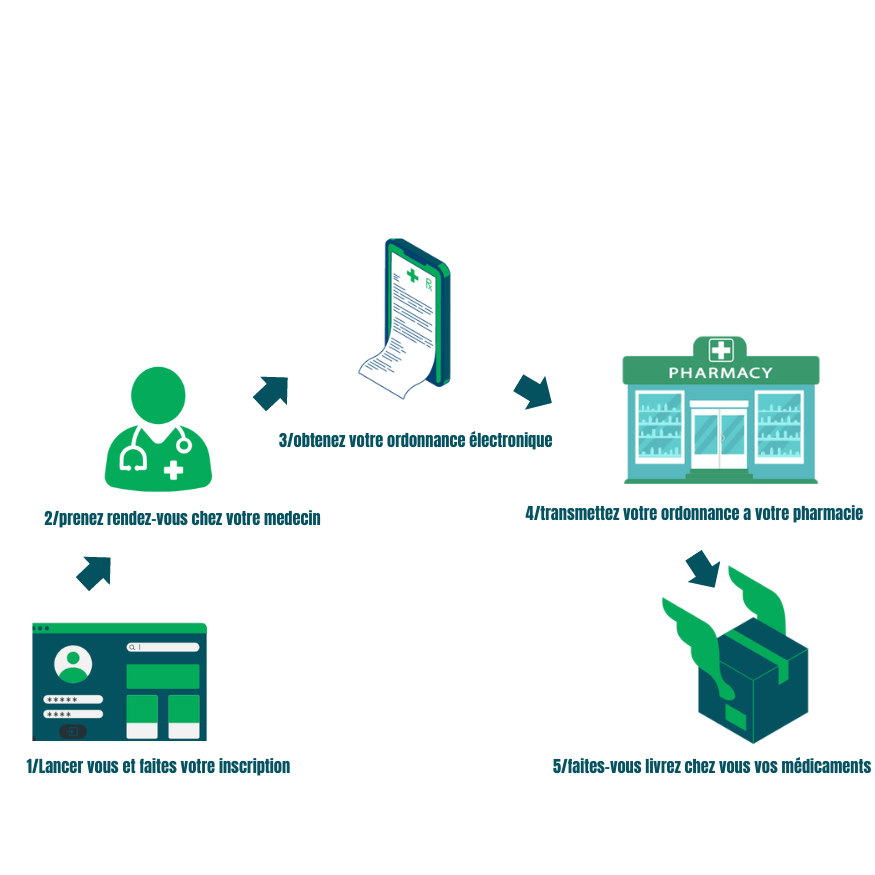 Rx
PHARMACY
3/obtenez votre ordonnance électronique
2/prenez rendez-vous chez votre medecin
4/transmettez votre ordonnance a votre pharmacie
*****
****
1/Lancer vous et faites votre inscription
5/faites-vous livrez chez vous vos médicaments